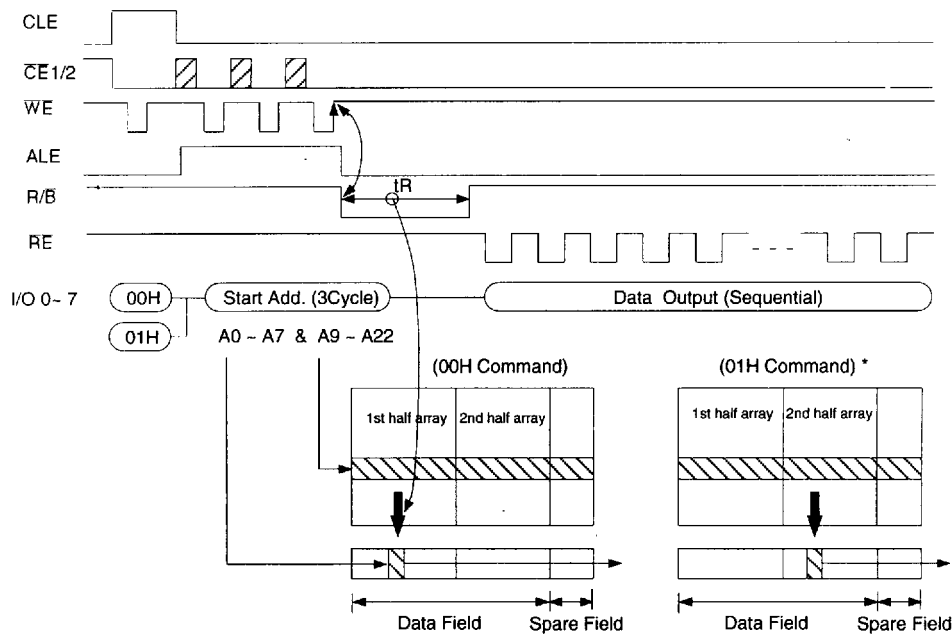 CLE
CE1/2
WE
ALE
R/B
tR
RE
I/O 0~ 7
00H
Start Add. (3Cycle)
Data Output (Sequential)
01H
A0 ~ A7 & A9 ~ A22
(00H Command)
(01H Command) *
1st half array
2nd half array
1st half array
2nd half array
Data Field
Spare Field
Data Field
Spare Field